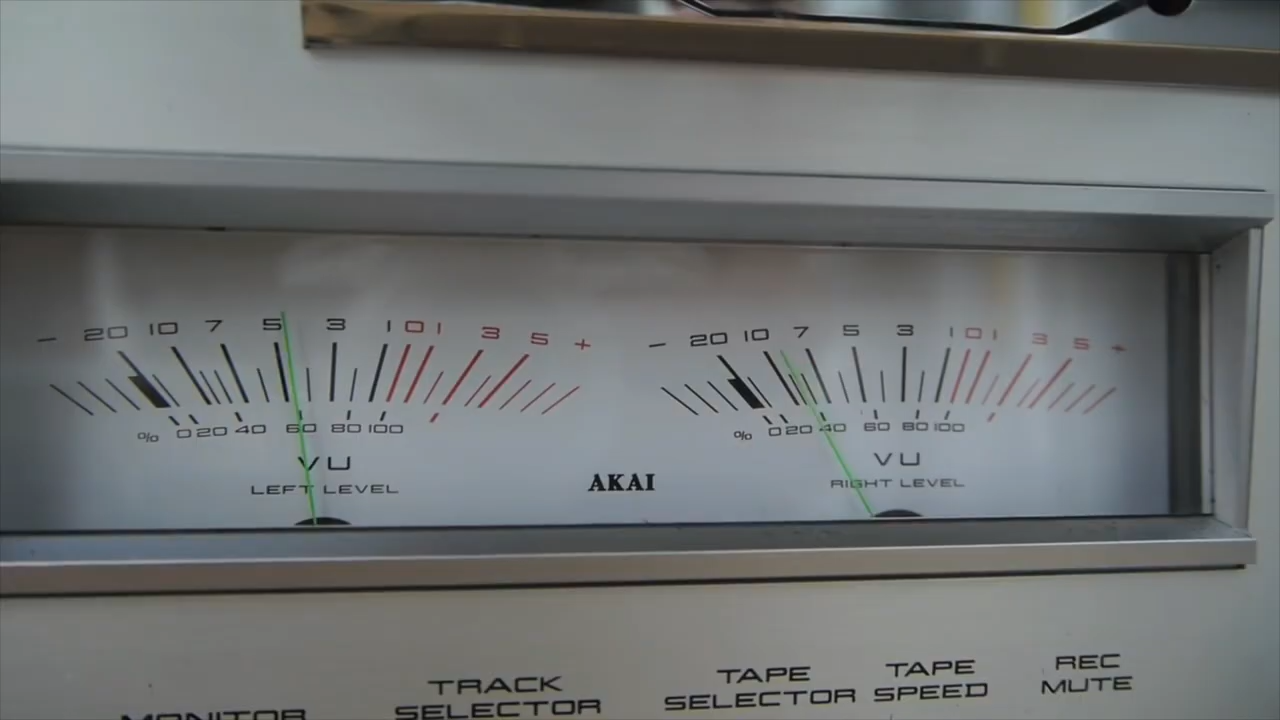 - 20 10 7 5 3 1 0 1 3 5 +
% 0 20 40 60 80 100
VU
LEFT LEVEL
AKAI
- 20 10 7 5 3 1 0 1 3 5 +
% 0 20 40 60 80 100
VU
RIGHT LEVEL
MONITOR
TRACK
SELECTOR
TAPE
SELECTOR
TAPE
SPEED
REC
MUTE